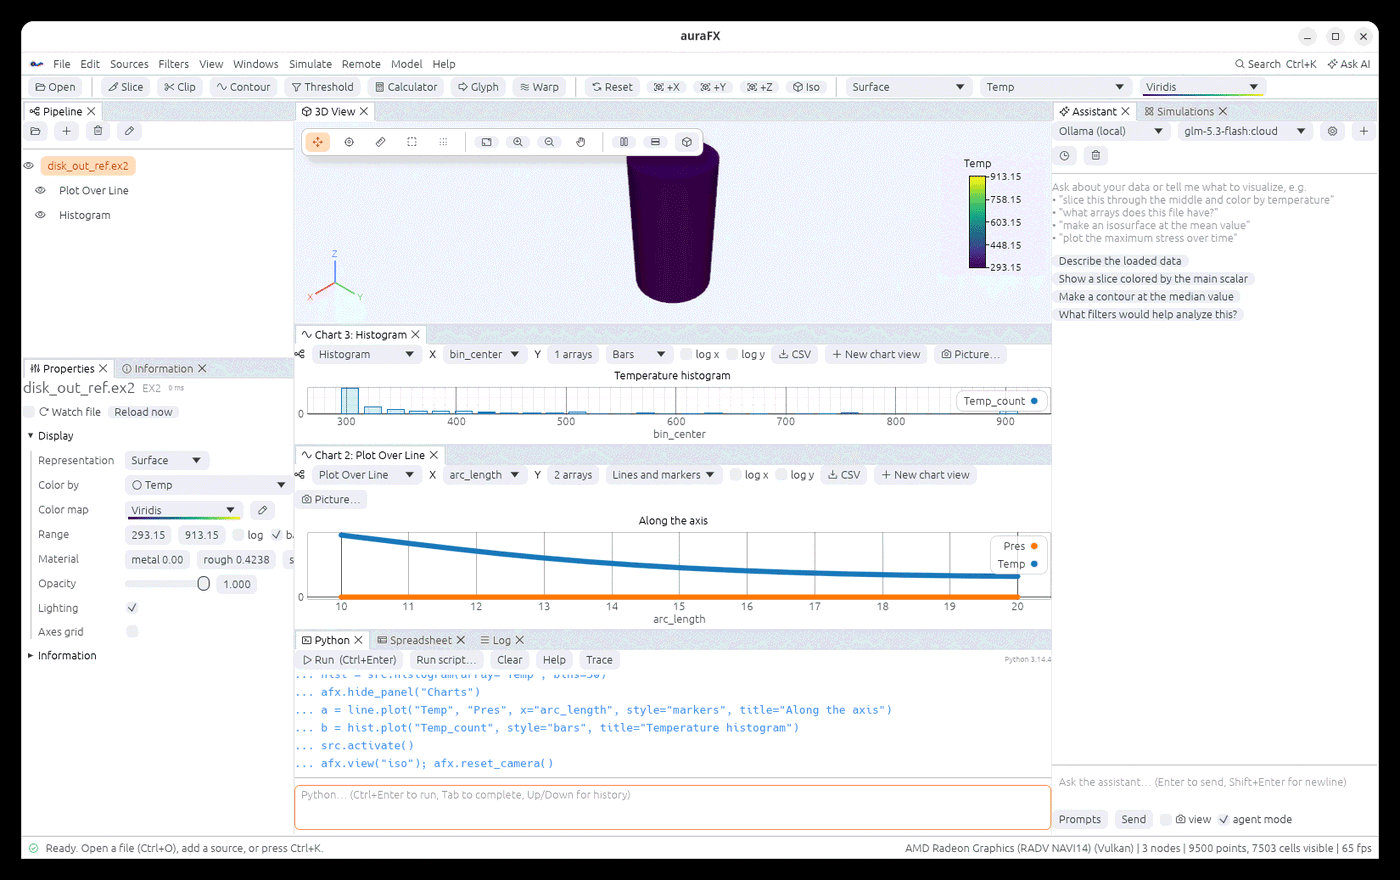 auraFX
File Edit Sources Filters View Windows Simulate Remote Model Help Search Ctrl+K Ask AI
Open Slice Clip Contour Threshold Calculator Glyph Warp Reset +X +Y +Z Iso Surface Temp Viridis
Pipeline
disk_out_ref.ex2
Plot Over Line
Histogram
Properties Information
disk_out_ref.ex2 EX2 0 ms
Watch file Reload now
Display
Representation Surface
Color by Temp
Color map Viridis
Range 293.15 913.15 log
Material metal 0.00 rough 0.4238
Opacity 1.000
Lighting
Axes grid
Information
3D View
Temp
913.15
758.15
603.15
448.15
293.15
Z
X Y
Chart 3: Histogram
Histogram X bin_center Y 1 arrays Bars log x log y CSV + New chart view Picture...
Temperature histogram
Temp_count
0
300 400 500 600 700 800 900
bin_center
Chart 2: Plot Over Line
Plot Over Line X arc_length Y 2 arrays Lines and markers log x log y CSV + New chart view
Picture...
Along the axis
Pres
Temp
0
10 11 12 13 14 15 16 17 18 19 20
arc_length
Python Spreadsheet Log
Run (Ctrl+Enter) Run script... Clear Help Trace Python 3.14.4
... hist = src.histogram(array="Temp", bins=30)
... afx.hide_panel("Charts")
... a = line.plot("Temp", "Pres", x="arc_length", style="markers", title="Along the axis")
... b = hist.plot("Temp_count", style="bars", title="Temperature histogram")
... src.activate()
... afx.view("iso"); afx.reset_camera()
Python... (Ctrl+Enter to run, Tab to complete, Up/Down for history)
Assistant Simulations
Ollama (local) glm-5.3-flash:cloud
Ask about your data or tell me what to visualize, e.g.
• "slice this through the middle and color by temperature"
• "what arrays does this file have?"
• "make an isosurface at the mean value"
• "plot the maximum stress over time"
Describe the loaded data
Show a slice colored by the main scalar
Make a contour at the median value
What filters would help analyze this?
Ask the assistant... (Enter to send, Shift+Enter for newline)
Prompts Send view agent mode
Ready. Open a file (Ctrl+O), add a source, or press Ctrl+K.
AMD Radeon Graphics (RADV NAVI14) (Vulkan) | 3 nodes | 9500 points, 7503 cells visible | 65 fps